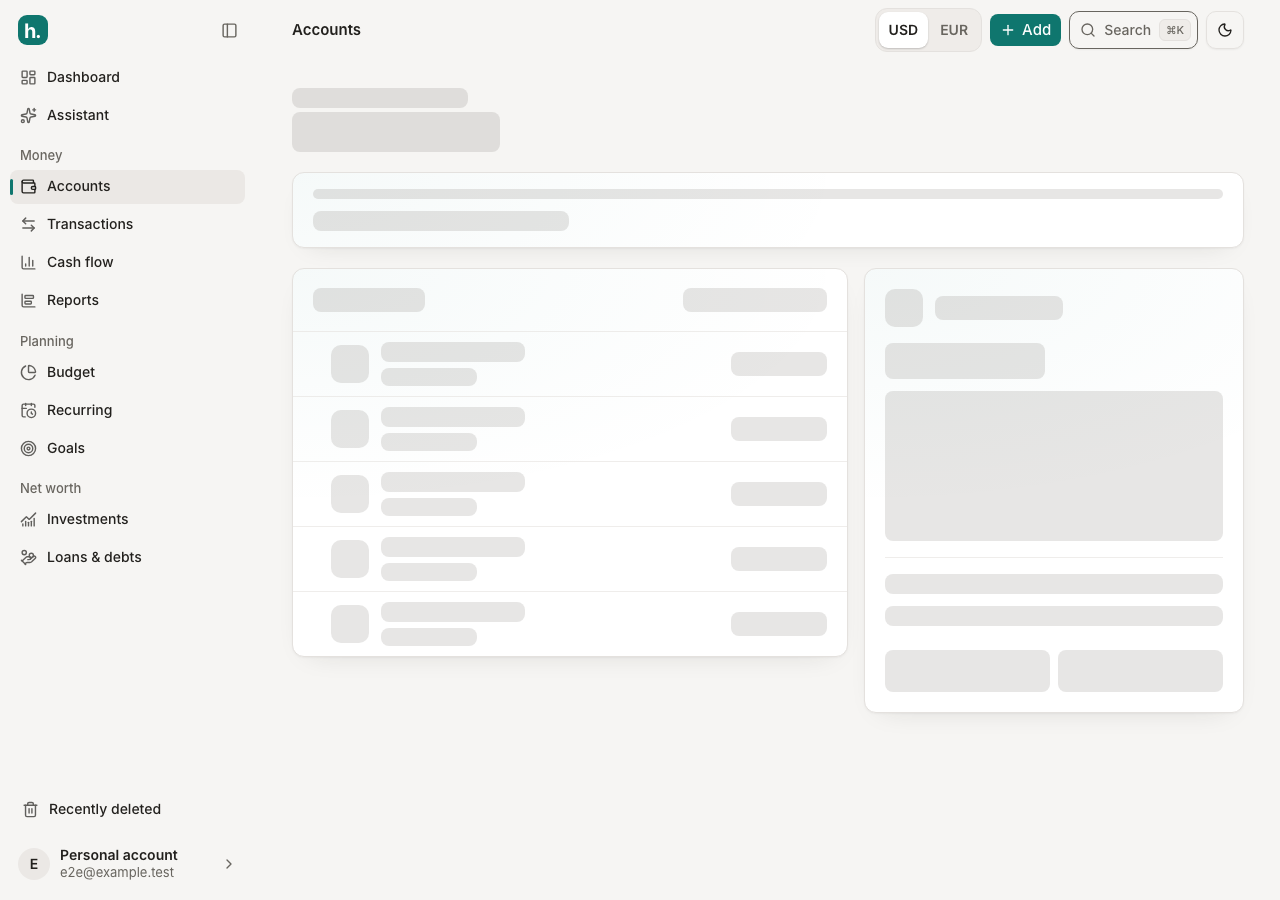 h.
Dashboard
Assistant
Money
Accounts
Transactions
Cash flow
Reports
Planning
Budget
Recurring
Goals
Net worth
Investments
Loans & debts
Recently deleted
E
Personal account
e2e@example.test
Accounts
USD
EUR
Add
Search
⌘K